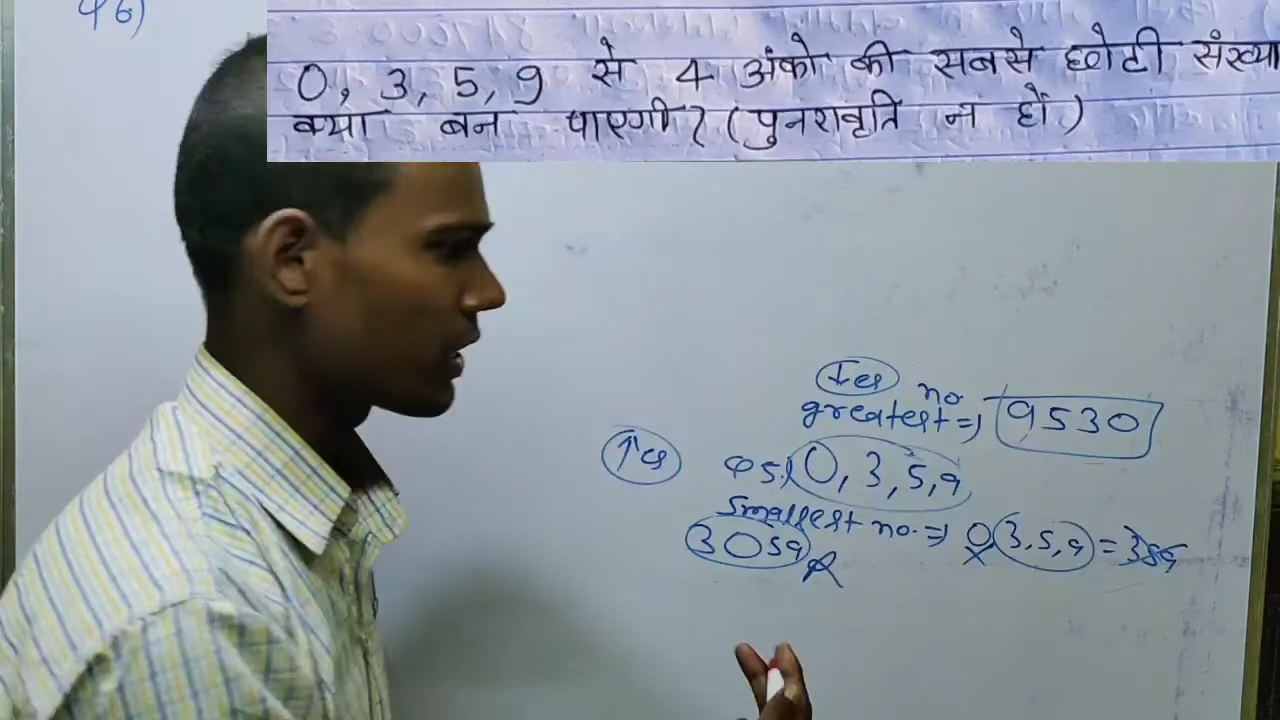 0, 3, 5, 9 से 4 अंको की सबसे छोटी संख्या
क्या बन पाएगी? (पुनरावृति न हों)
no.
greatest ⇒ 9530
0, 3, 5, 9
smallest no. ⇒ 0 (3, 5, 9) = 359
3059